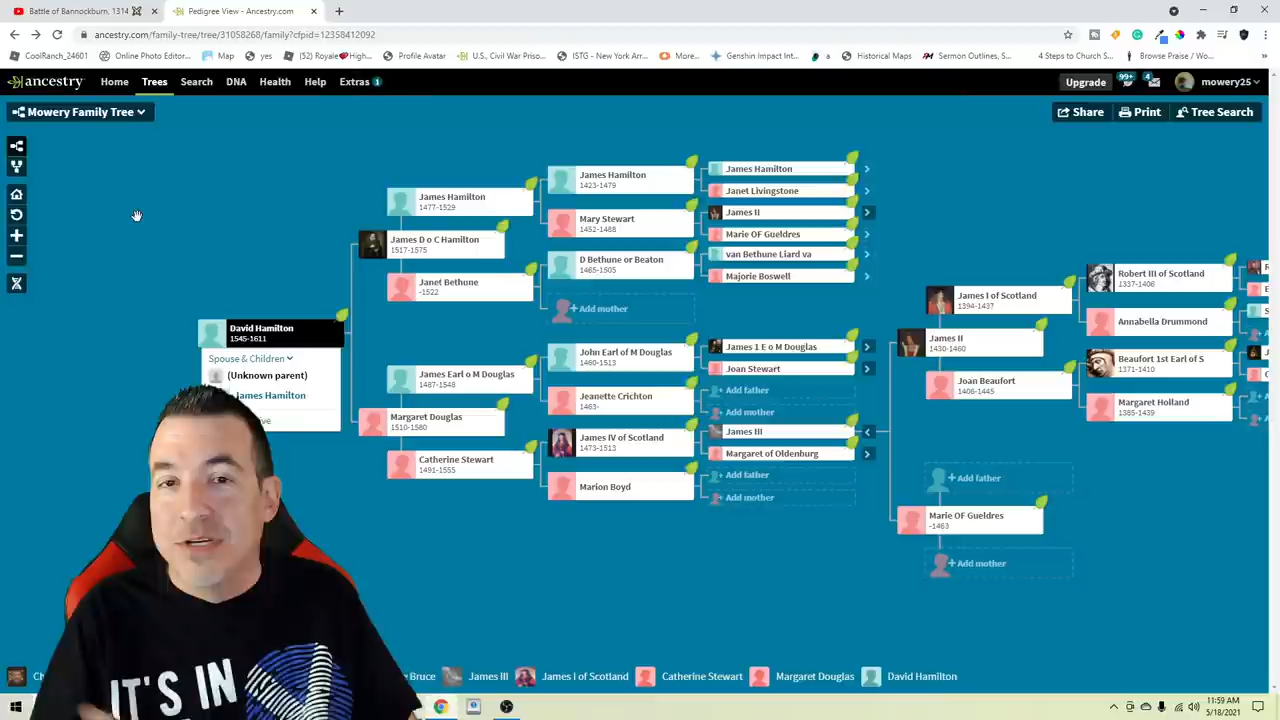 Battle of Bannockburn, 1314
Pedigree View - Ancestry.com
ancestry.com/family-tree/tree/31058268/family?cfpid=12358412092
CoolRanch_24601
Online Photo Editor...
Map
yes
(52) (Royale
Profile Avatar
U.S., Civil War Priso...
ISTG - New York Arr...
More...
Genshin Impact Int...
a
Historical Maps
Sermon Outlines, S...
4 Steps to Church S...
Browse Praise / Wo...
ancestry
Home
Trees
Search
DNA
Health
Help
Extras 1
Upgrade
99+
4
mowery25
Mowery Family Tree
Share
Print
Tree Search
David Hamilton
1545-1611
Spouse & Children
(Unknown parent)
James Hamilton
James D o C Hamilton
1517-1575
James Hamilton
1477-1529
Janet Bethune
-1522
Margaret Douglas
1510-1580
James Earl o M Douglas
1487-1548
Catherine Stewart
1491-1555
James Hamilton
1423-1479
Mary Stewart
1452-1488
D Bethune or Beaton
1465-1505
Add mother
John Earl of M Douglas
1460-1513
Jeanette Crichton
1463-
James IV of Scotland
1473-1513
Marion Boyd
James Hamilton
Janet Livingstone
James II
Marie OF Gueldres
van Bethune Liard va
Majorie Boswell
James 1 E o M Douglas
Joan Stewart
Add father
Add mother
James III
Margaret of Oldenburg
Add father
Add mother
James I of Scotland
1394-1437
James II
1430-1460
Joan Beaufort
1406-1445
Add father
Marie OF Gueldres
-1463
Add mother
Robert III of Scotland
1337-1406
Annabella Drummond
Beaufort 1st Earl of S
1371-1410
Margaret Holland
1385-1439
IT'S IN
Bruce
James III
James I of Scotland
Catherine Stewart
Margaret Douglas
David Hamilton
11:59 AM
5/18/2021